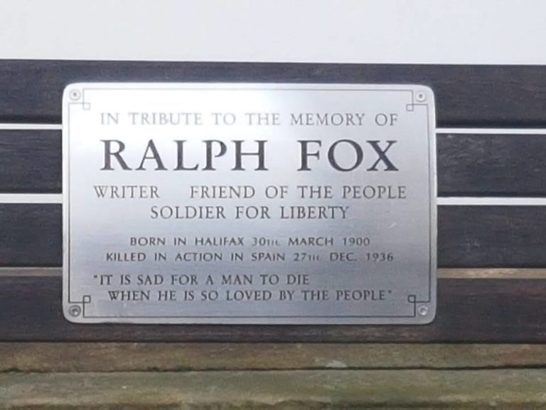 IN TRIBUTE TO THE MEMORY OF
RALPH FOX
WRITER FRIEND OF THE PEOPLE
SOLDIER FOR LIBERTY
BORN IN HALIFAX 30TH. MARCH 1900
KILLED IN ACTION IN SPAIN 27TH DEC. 1936
"IT IS SAD FOR A MAN TO DIE
WHEN HE IS SO LOVED BY THE PEOPLE"